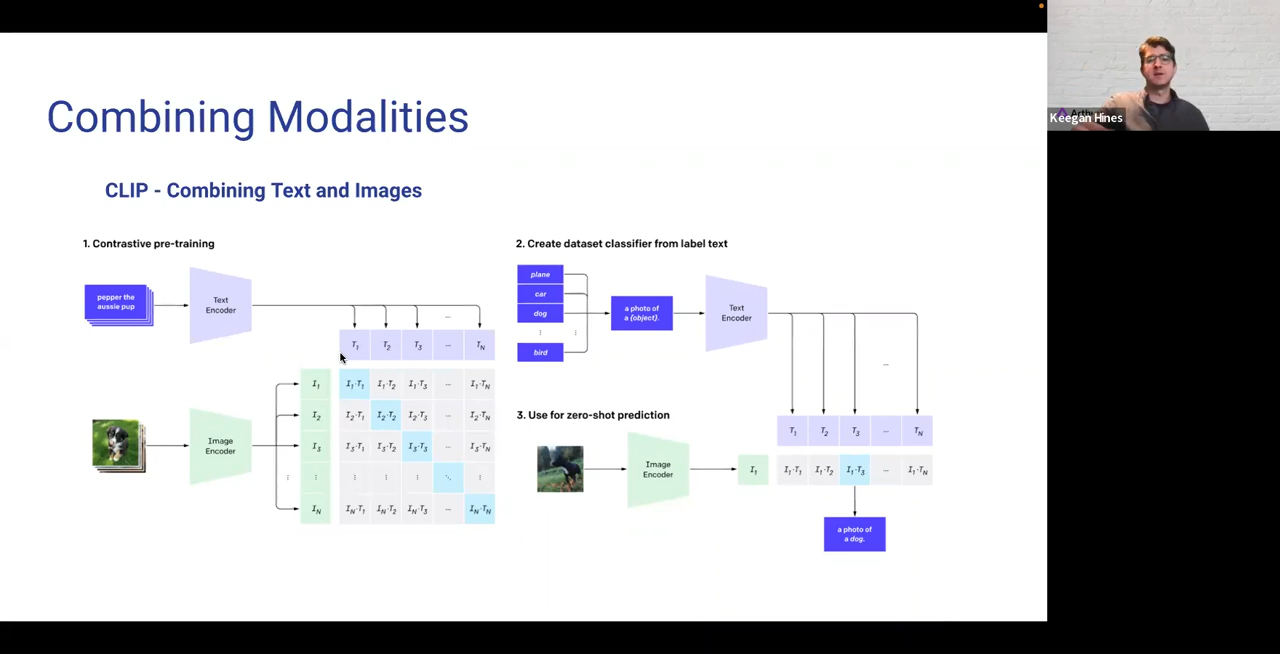 Combining Modalities
CLIP - Combining Text and Images
1. Contrastive pre-training
pepper the
aussie pup
Text
Encoder
...
T₁ T₂ T₃ ... T_N
I₁ I₁·T₁ I₁·T₂ I₁·T₃ ... I₁·T_N
I₂ I₂·T₁ I₂·T₂ I₂·T₃ ... I₂·T_N
Image
Encoder
I₃ I₃·T₁ I₃·T₂ I₃·T₃ ... I₃·T_N
⋮ ⋮ ⋮ ⋮ ⋮ ⋱ ⋮
I_N I_N·T₁ I_N·T₂ I_N·T₃ ... I_N·T_N
2. Create dataset classifier from label text
plane
car
dog
⋮ ⋮
bird
a photo of
a {object}.
Text
Encoder
...
3. Use for zero-shot prediction
T₁ T₂ T₃ ... T_N
Image
Encoder
I₁ I₁·T₁ I₁·T₂ I₁·T₃ ... I₁·T_N
a photo of
a dog.
Keegan Hines